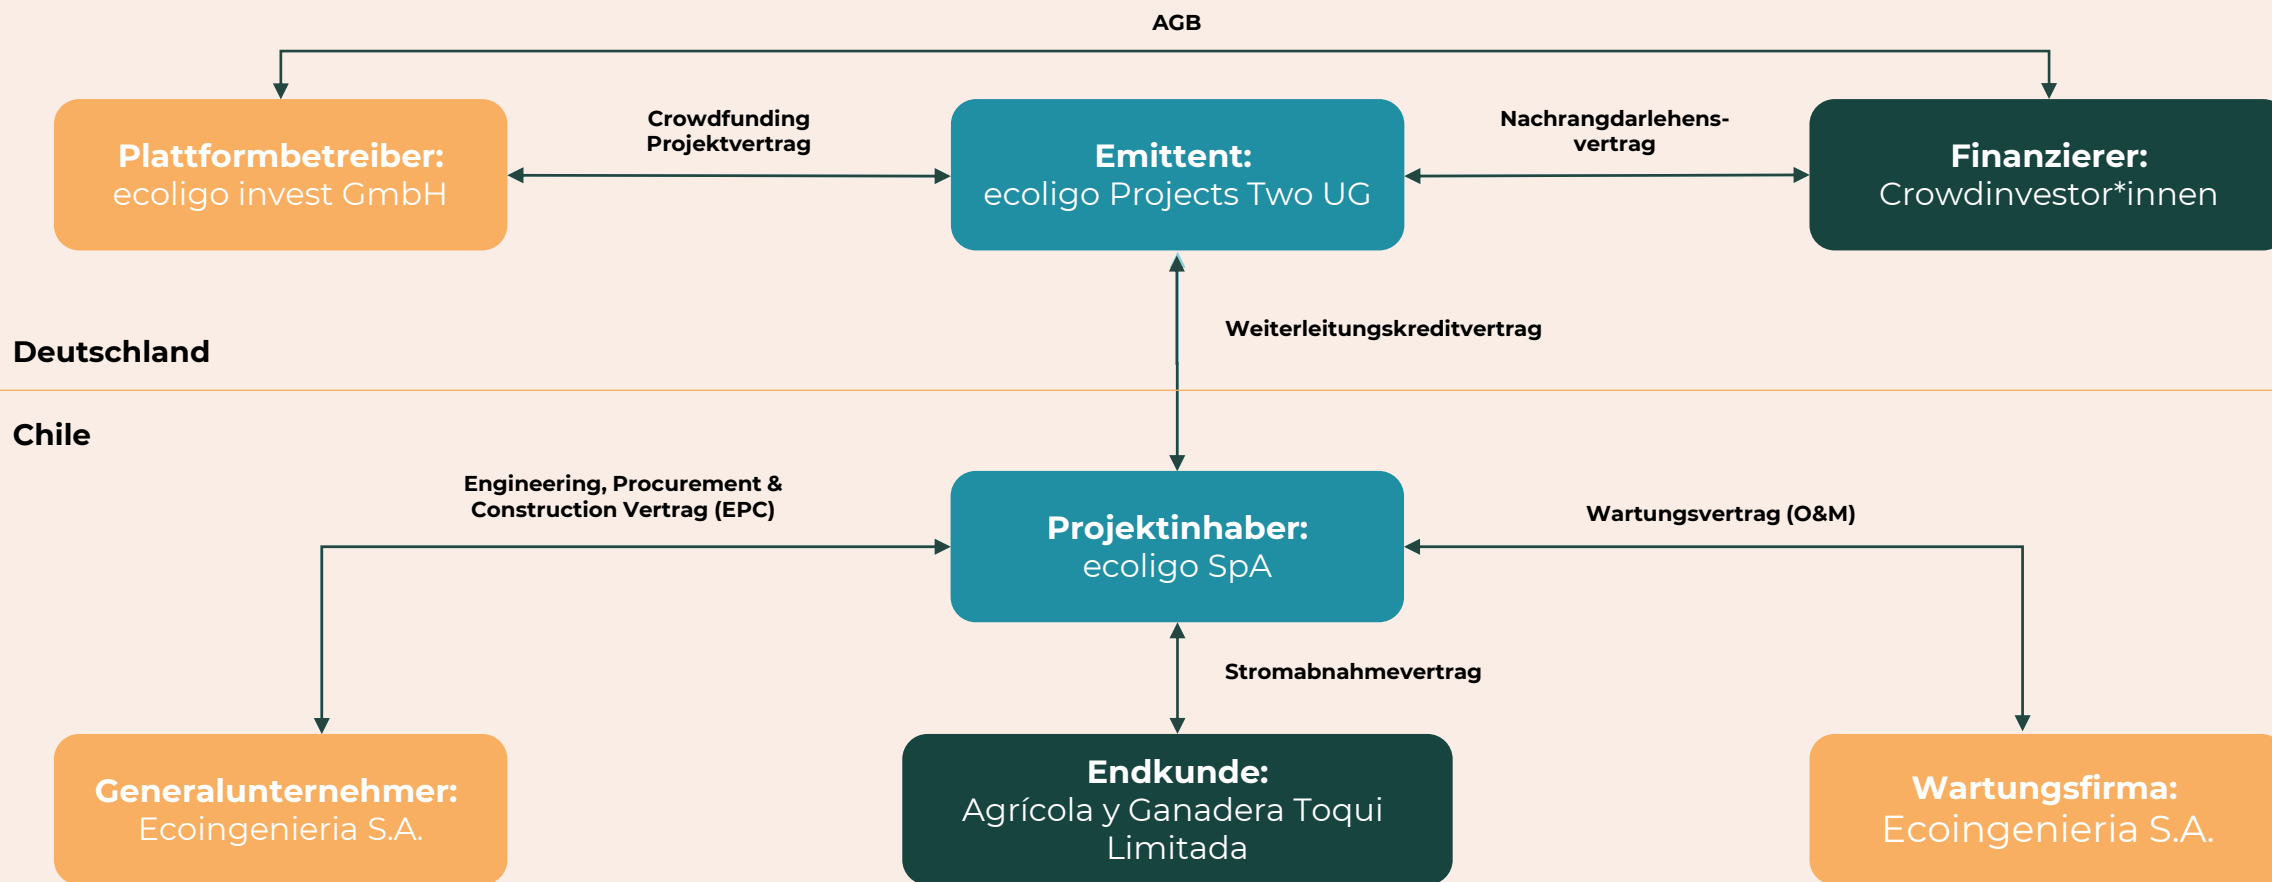 AGB
Crowdfunding
Projektvertrag
Nachrangdarlehens-
vertrag
Plattformbetreiber:
ecoligo invest GmbH
Emittent:
ecoligo Projects Two UG
Finanzierer:
Crowdinvestor*innen
Weiterleitungskreditvertrag
Deutschland
Chile
Engineering, Procurement &
Construction Vertrag (EPC)
Wartungsvertrag (O&M)
Projektinhaber:
ecoligo SpA
Stromabnahmevertrag
Generalunternehmer:
Ecoingenieria S.A.
Endkunde:
Agrícola y Ganadera Toqui
Limitada
Wartungsfirma:
Ecoingenieria S.A.